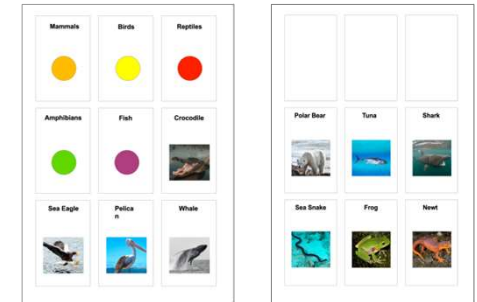 Mammals
Birds
Reptiles
Amphibians
Fish
Crocodile
Sea Eagle
Pelica
n
Whale
Polar Bear
Tuna
Shark
Sea Snake
Frog
Newt